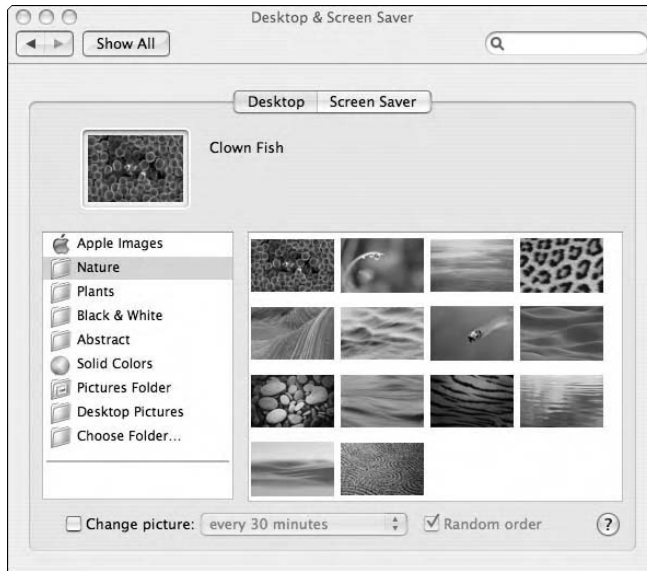 Desktop & Screen Saver
Show All
Desktop Screen Saver
Clown Fish
Apple Images
Nature
Plants
Black & White
Abstract
Solid Colors
Pictures Folder
Desktop Pictures
Choose Folder...
Change picture: every 30 minutes Random order ?